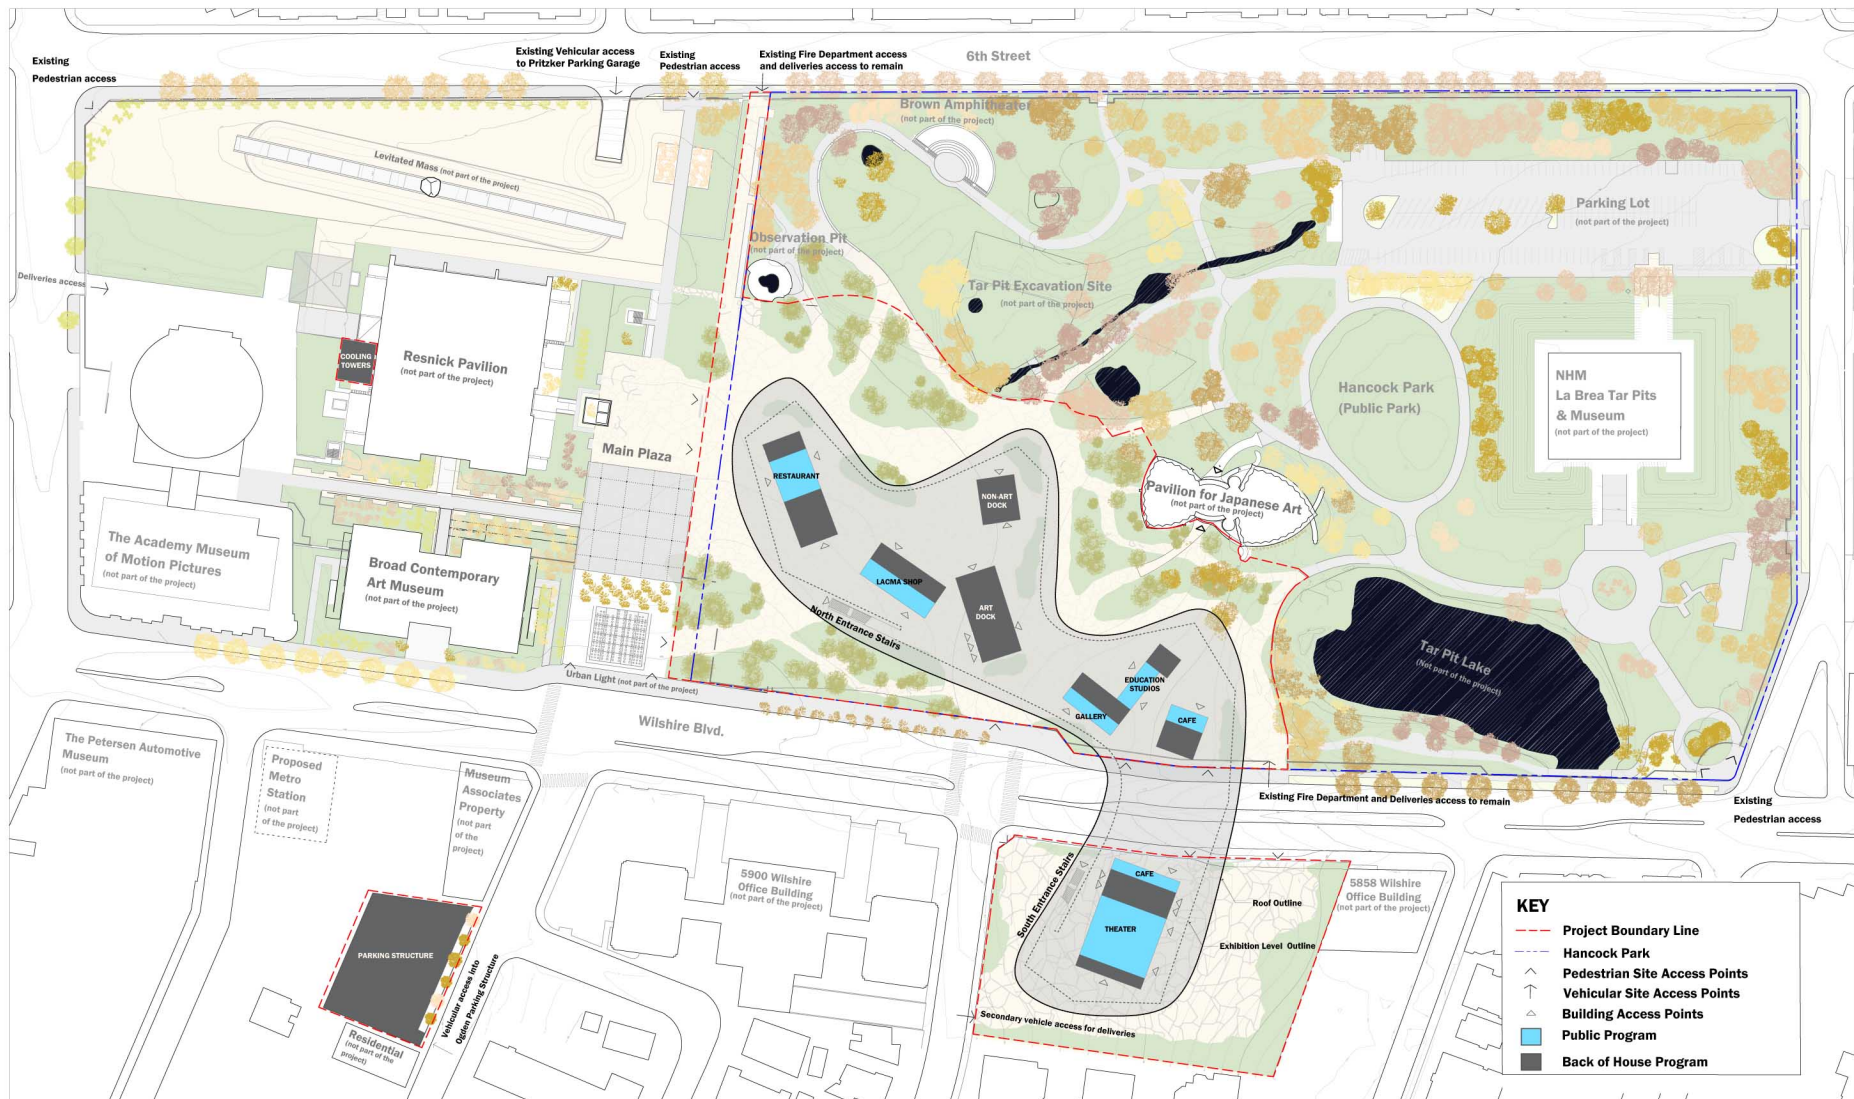 6th Street
Existing
Pedestrian access
Existing Vehicular access
to Pritzker Parking Garage
Existing
Pedestrian access
Existing Fire Department access
and deliveries access to remain
Brown Amphitheater
(not part of the project)
Levitated Mass (not part of the project)
Parking Lot
(not part of the project)
Observation Pit
(not part of the project)
Deliveries access
Tar Pit Excavation Site
(not part of the project)
COOLING
TOWERS
Resnick Pavilion
(not part of the project)
Hancock Park
(Public Park)
NHM
La Brea Tar Pits
& Museum
(not part of the project)
Main Plaza
RESTAURANT
NON-ART
DOCK
Pavilion for Japanese Art
(not part of the project)
The Academy Museum
of Motion Pictures
(not part of the project)
Broad Contemporary
Art Museum
(not part of the project)
LACMA SHOP
ART
DOCK
North Entrance Stairs
Tar Pit Lake
(Not part of the project)
Urban Light (not part of the project)
EDUCATION
STUDIOS
GALLERY
CAFE
Wilshire Blvd.
The Petersen Automotive
Museum
(not part of the project)
Proposed
Metro
Station
(not part
of the project)
Museum
Associates
Property
(not part
of the
project)
Existing Fire Department and Deliveries access to remain
Existing
Pedestrian access
5900 Wilshire
Office Building
(not part of the project)
South Entrance Stairs
CAFE
THEATER
Roof Outline
Exhibition Level Outline
5858 Wilshire
Office Building
(not part of the project)
PARKING STRUCTURE
Vehicular access into
Ogden Parking Structure
Residential
(not part of the
project)
Secondary vehicle access for deliveries
KEY
Project Boundary Line
Hancock Park
Pedestrian Site Access Points
Vehicular Site Access Points
Building Access Points
Public Program
Back of House Program